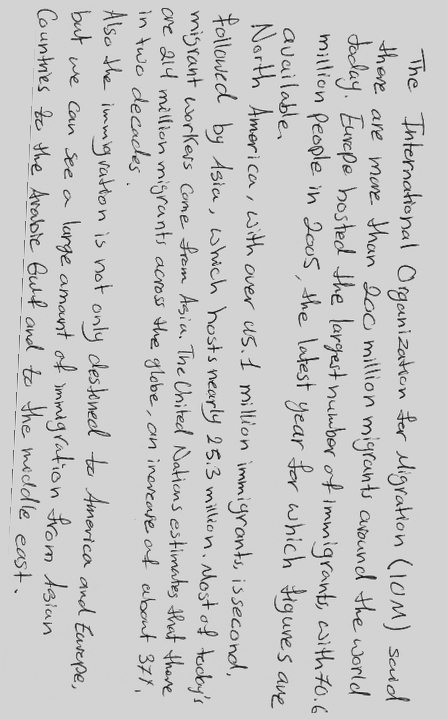 The International Organization for Migration (IOM) said
there are more than 200 million migrants around the world
today. Europe hosted the largest number of immigrants, with 70.6
million people in 2005, the latest year for which figures are
available.
North America, with over 45.1 million immigrants, is second,
followed by Asia, which hosts nearly 25.3 million. Most of today's
migrant workers come from Asia. The United Nations estimates that there
are 214 million migrants across the globe, an increase of about 37%
in two decades.
Also the immigration is not only destined to America and Europe,
but we can see a large amount of immigration from Asian
Countries to the Arabic Gulf and to the middle east.